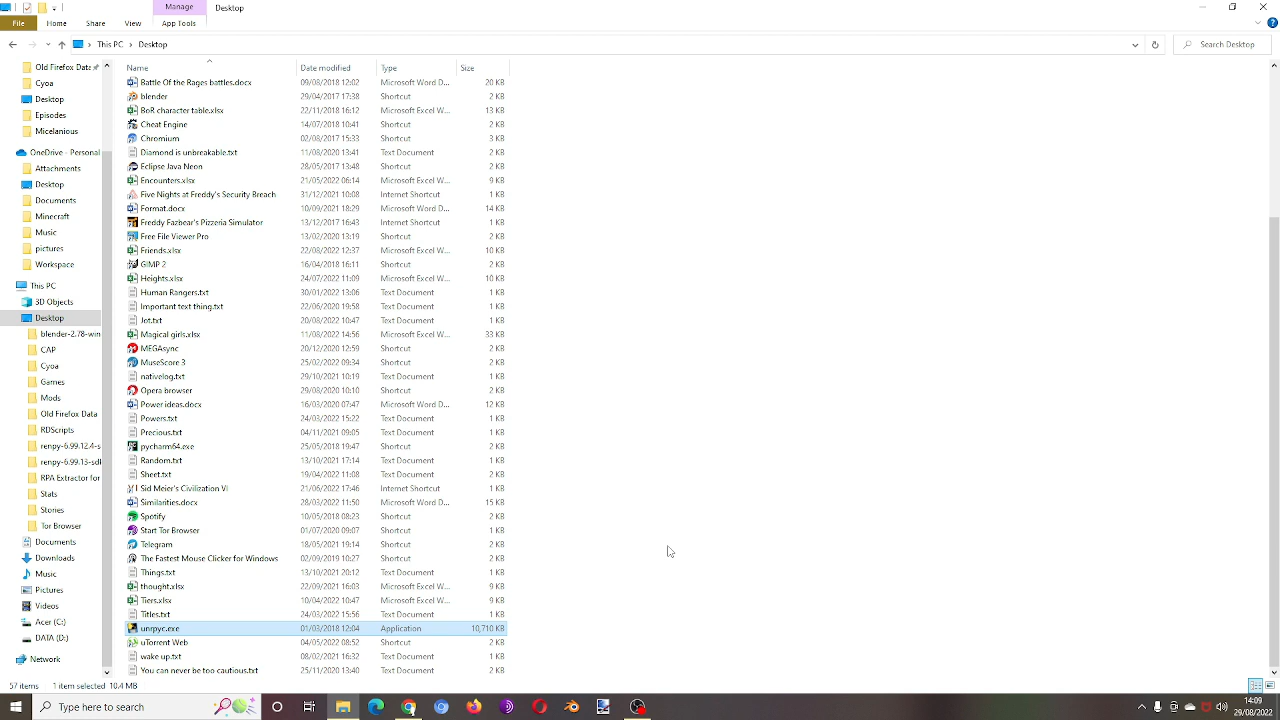 Manage
Desktop
File
Home
Share
View
App Tools
This PC
Desktop
Search Desktop
Old Firefox Data
Cyoa
Desktop
Episodes
Micelanious
OneDrive - Personal
Attachments
Desktop
Documents
Minecraft
Music
pictures
Workspace
This PC
3D Objects
Desktop
blender-2.78-win
CAP
Cyoa
Games
Mods
Old Firefox Data
RDScripts
renpy-6.99.12.4-s
renpy-6.99.13-sdl
RPA Extractor for
Stats
Stories
Tor Browser
Documents
Downloads
Music
Pictures
Videos
Acer (C:)
DATA (D:)
Network
Name Date modified Type Size
Battle Of the Rages battles.docx 09/08/2018 12:02 Microsoft Word D... 20 KB
blender 29/04/2017 17:38 Shortcut 2 KB
BoR character table.xlsx 22/11/2018 16:12 Microsoft Excel W... 13 KB
Cheat Engine 14/07/2018 10:41 Shortcut 2 KB
Chromium 02/08/2017 15:33 Shortcut 3 KB
Diamond is unbreakable.txt 11/08/2020 13:41 Text Document 2 KB
Eclipse Java Neon 28/05/2017 13:48 Shortcut 2 KB
Encounters.xlsx 21/05/2022 06:14 Microsoft Excel W... 9 KB
Five Nights at Freddy's Security Breach 31/12/2021 10:08 Internet Shortcut 1 KB
Format.docx 10/09/2021 18:29 Microsoft Word D... 14 KB
Freddy Fazbear's Pizzeria Simulator 13/12/2017 16:43 Internet Shortcut 1 KB
Free File Viewer Pro 13/02/2020 13:19 Shortcut 2 KB
Friends.xlsx 22/08/2022 12:37 Microsoft Excel W... 10 KB
GIMP 2 16/04/2018 16:11 Shortcut 2 KB
Heights.xlsx 24/07/2022 11:09 Microsoft Excel W... 10 KB
Human Rangers.txt 30/01/2022 13:06 Text Document 1 KB
Important text thing.txt 22/06/2020 19:58 Text Document 1 KB
Jot.txt 20/08/2022 10:47 Text Document 1 KB
Magical girls.xlsx 11/08/2022 14:56 Microsoft Excel W... 33 KB
MEGAsync 20/12/2020 12:59 Shortcut 2 KB
MuseScore 3 25/02/2022 09:34 Shortcut 2 KB
nativelog.txt 29/10/2021 10:19 Text Document 1 KB
Opera browser 29/08/2020 10:10 Shortcut 2 KB
Power ideas.docx 16/03/2020 07:47 Microsoft Word D... 12 KB
Powers.txt 24/03/2022 15:22 Text Document 1 KB
Precious.txt 04/11/2021 09:05 Text Document 1 KB
pycharm64.exe 25/05/2018 19:47 Shortcut 2 KB
Random.txt 13/10/2021 17:14 Text Document 1 KB
Sheet.txt 19/04/2022 11:08 Text Document 2 KB
Sid Meier's Civilization VI 21/06/2022 17:46 Internet Shortcut 1 KB
Similarities.docx 28/03/2022 11:50 Microsoft Word D... 15 KB
Spotify 10/05/2018 08:23 Shortcut 2 KB
Start Tor Browser 01/07/2020 09:07 Shortcut 1 KB
Telegram 18/05/2021 19:14 Shortcut 2 KB
The Fastest Mouse Clicker for Windows 02/09/2019 10:27 Shortcut 2 KB
Things.txt 13/10/2021 20:12 Text Document 1 KB
thought.xlsx 22/09/2021 16:03 Microsoft Excel W... 9 KB
Tiers.xlsx 10/04/2022 10:47 Microsoft Excel W... 9 KB
Titles.txt 24/03/2022 15:56 Text Document 1 KB
unrpyc.exe 01/03/2018 12:04 Application 10,710 KB
uTorrent Web 04/05/2022 08:52 Shortcut 2 KB
wake up.txt 08/02/2021 16:32 Text Document 1 KB
You can never be too cautious.txt 25/11/2020 13:40 Text Document 2 KB
57 items 1 item selected 10.4 MB
Type here to search
14:09
29/08/2022